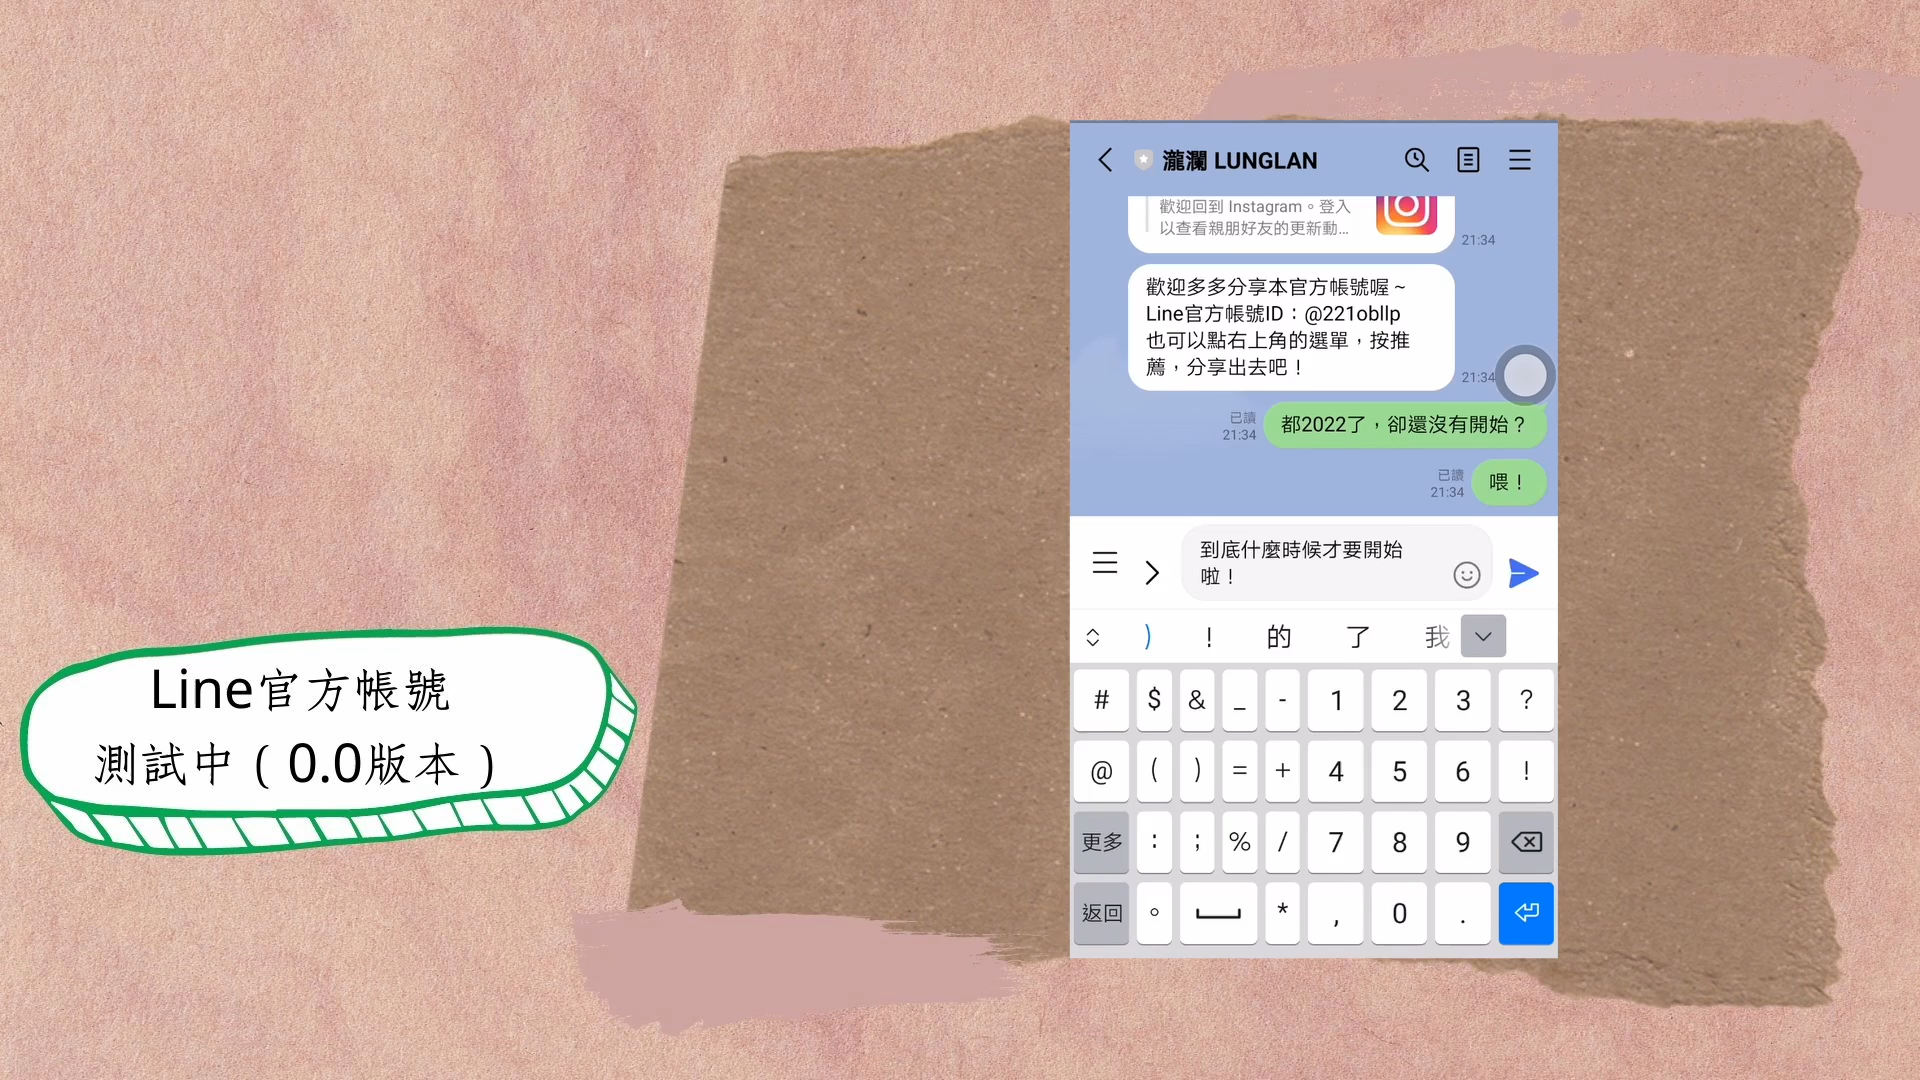 瀧瀾 LUNGLAN
歡迎回到 Instagram。登入
以查看親朋好友的更新動...
21:34
歡迎多多分享本官方帳號喔~
Line官方帳號ID：@221obllp
也可以點右上角的選單，按推
薦，分享出去吧！
21:34
已讀
21:34
都2022了，卻還沒有開始？
已讀
21:34
喂！
到底什麼時候才要開始
啦！
) ! 的 了 我
# $ & _ - 1 2 3 ?
@ ( ) = + 4 5 6 !
更多 : ; % / 7 8 9
返回 ° * , 0 .
Line官方帳號
測試中（0.0版本）